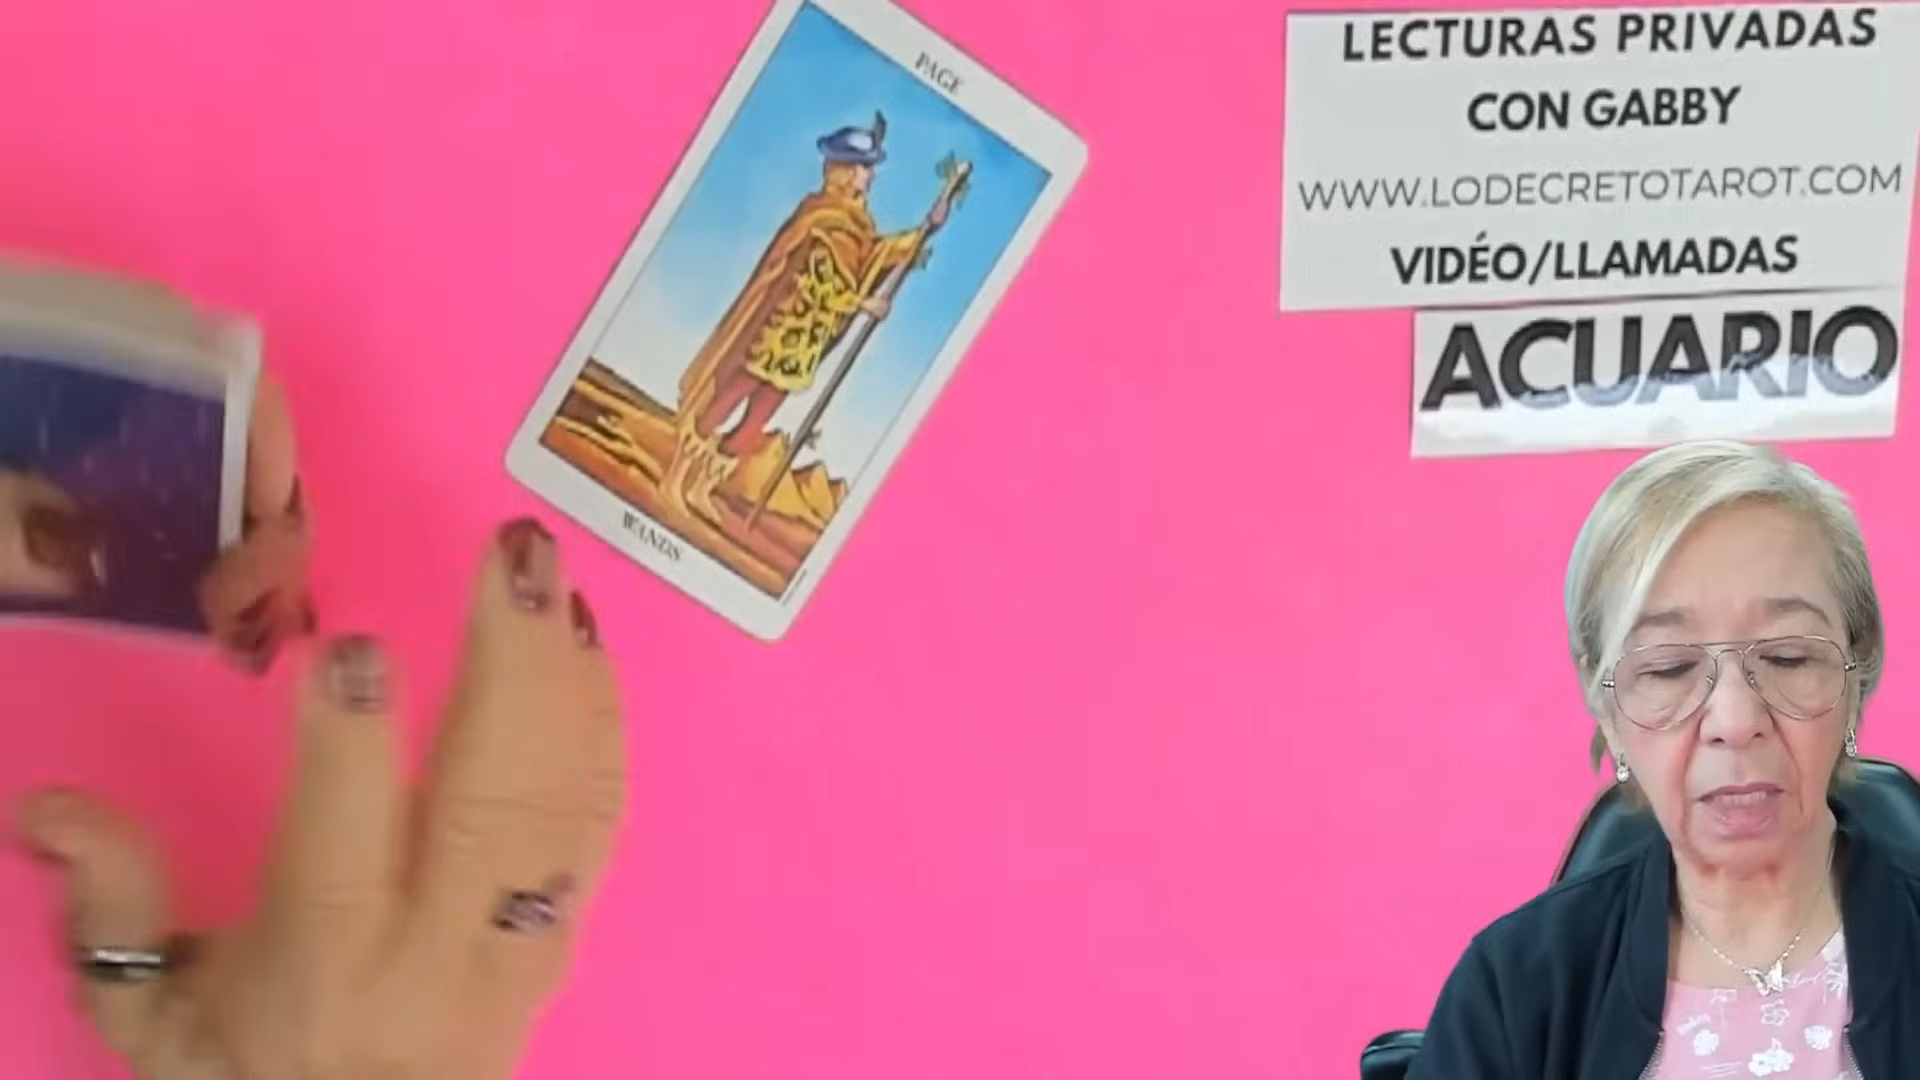 PAGE
WANDS
LECTURAS PRIVADAS
CON GABBY
WWW.LODECRETOTAROT.COM
VIDÉO/LLAMADAS
ACUARIO